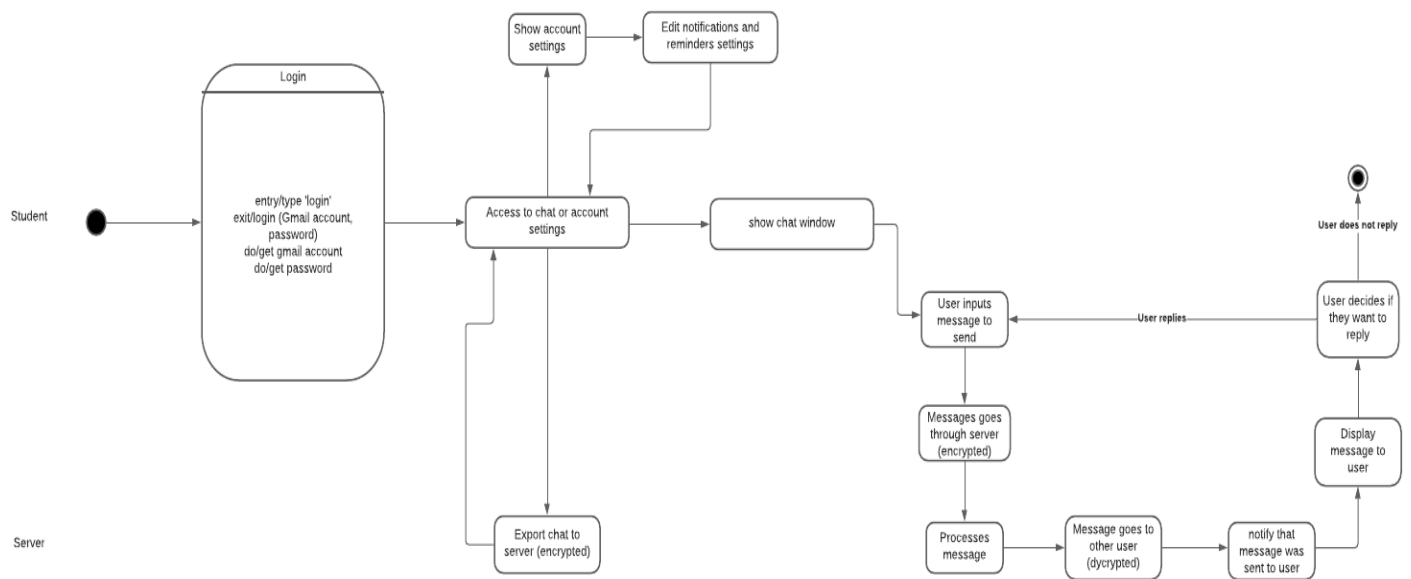 Show account
settings
Edit notifications and
reminders settings
Login
entry/type 'login'
exit/login (Gmail account,
password)
do/get gmail account
do/get password
Student
Access to chat or account
settings
show chat window
User does not reply
User inputs
message to
send
User replies
User decides if
they want to
reply
Messages goes
through server
(encrypted)
Display
message to
user
Server
Export chat to
server (encrypted)
Processes
message
Message goes to
other user
(dycrypted)
notify that
message was
sent to user